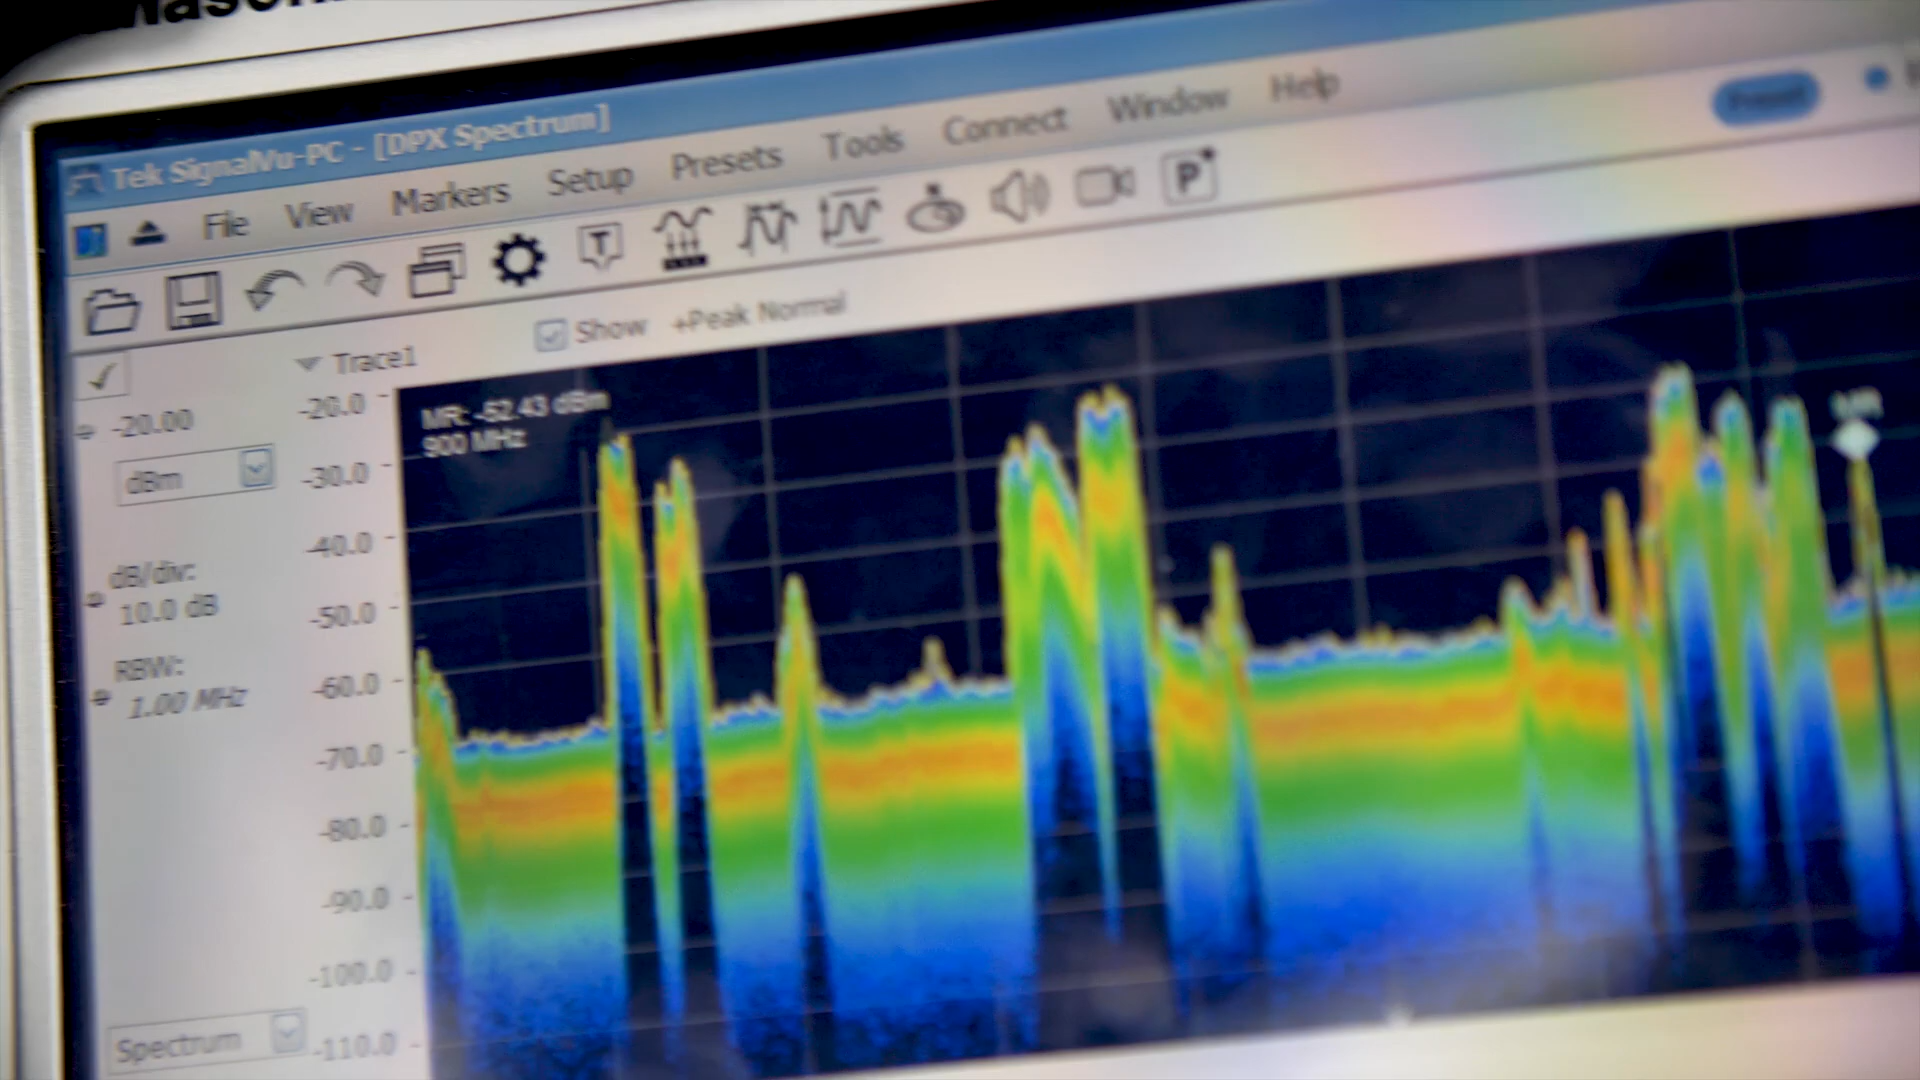 Tek SignalVu-PC - [DPX Spectrum]
File View Markers Setup Presets Tools Connect Window Help
Preset
T
P
Trace1
Show +Peak Normal
-20.00
dBm
dB/div:
10.0 dB
RBW:
1.00 MHz
Spectrum
-20.0
-30.0
-40.0
-50.0
-60.0
-70.0
-80.0
-90.0
-100.0
-110.0
MR: -52.43 dBm
900 MHz
MR